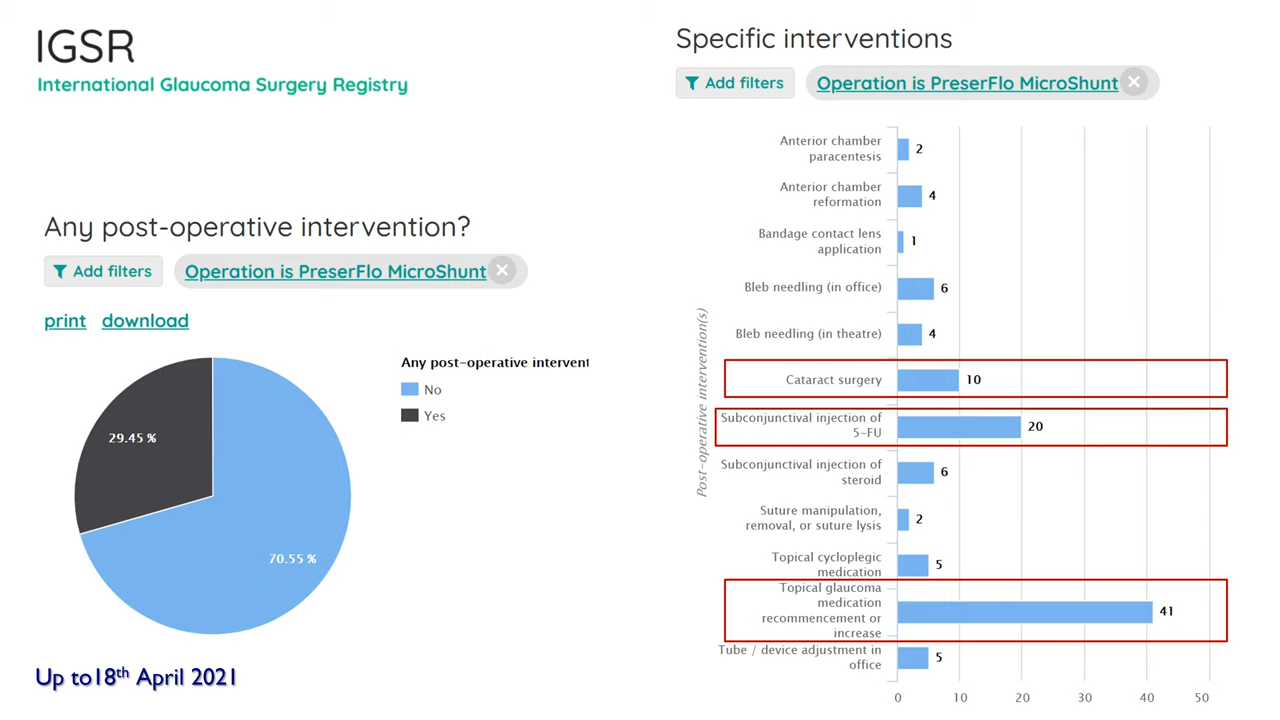 IGSR
International Glaucoma Surgery Registry
Any post-operative intervention?
Add filters
Operation is PreserFlo MicroShunt
print download
Any post-operative intervent
No
Yes
29.45 %
70.55 %
Up to18th April 2021
Specific interventions
Add filters
Operation is PreserFlo MicroShunt
Post-operative intervention(s)
Anterior chamber
paracentesis
2
Anterior chamber
reformation
4
Bandage contact lens
application
1
Bleb needling (in office)
6
Bleb needling (in theatre)
4
Cataract surgery
10
Subconjunctival injection of
5-FU
20
Subconjunctival injection of
steroid
6
Suture manipulation,
removal, or suture lysis
2
Topical cycloplegic
medication
5
Topical glaucoma
medication
recommencement or
increase
41
Tube / device adjustment in
office
5
0 10 20 30 40 50